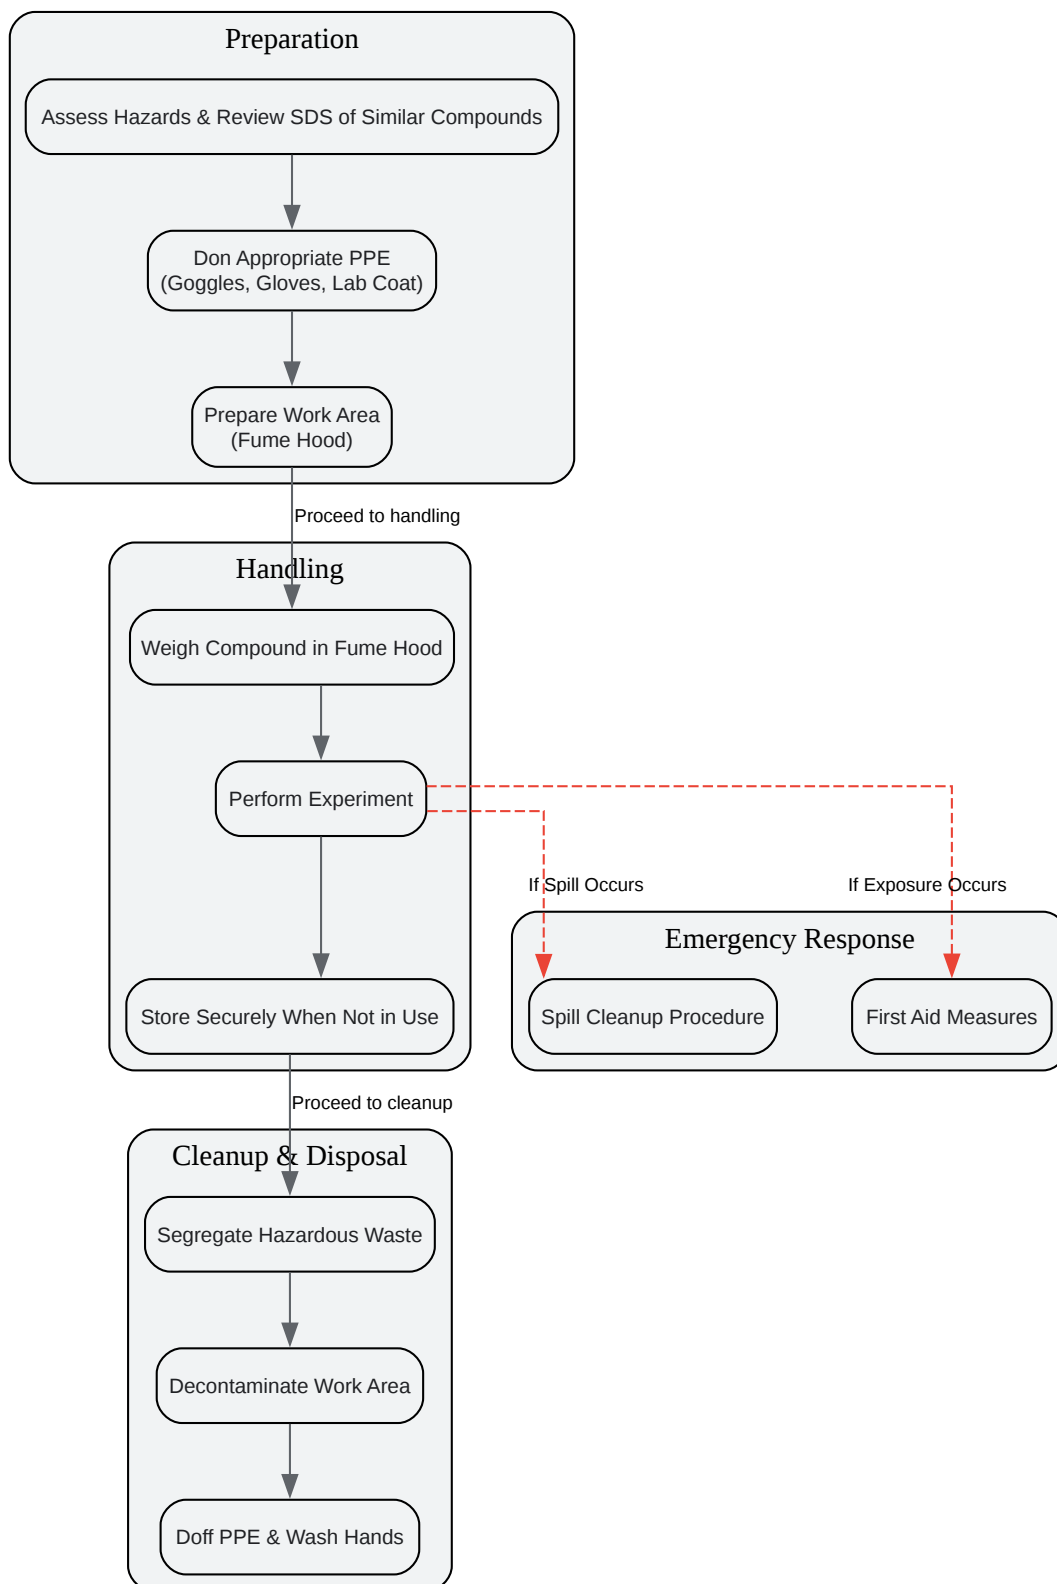 Preparation
Assess Hazards & Review SDS of Similar Compounds
Don Appropriate PPE
(Goggles, Gloves, Lab Coat)
Prepare Work Area
(Fume Hood)
Proceed to handling
Handling
Weigh Compound in Fume Hood
Perform Experiment
If Spill Occurs
If Exposure Occurs
Emergency Response
Store Securely When Not in Use
Spill Cleanup Procedure
First Aid Measures
Proceed to cleanup
Cleanup & Disposal
Segregate Hazardous Waste
Decontaminate Work Area
Doff PPE & Wash Hands